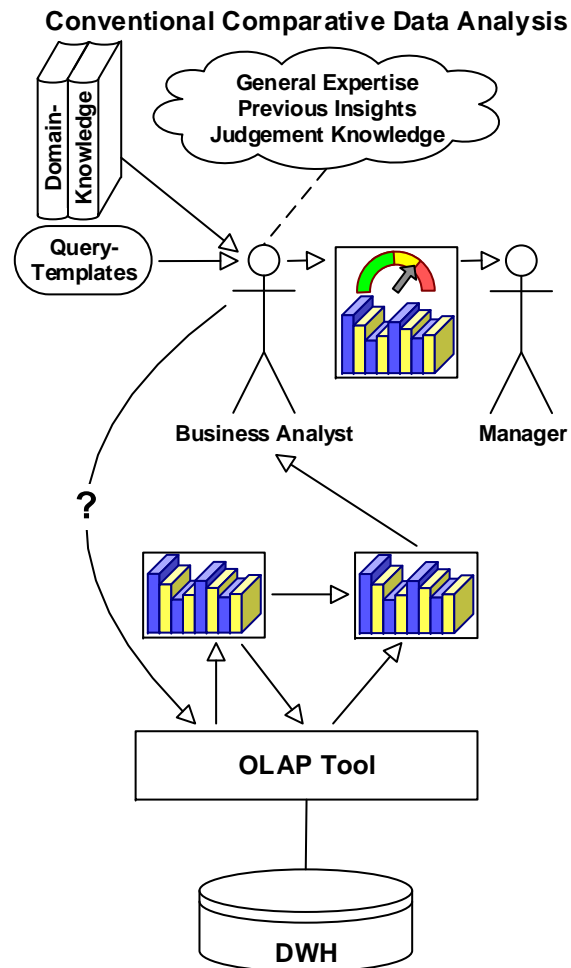 Conventional Comparative Data Analysis
General Expertise
Previous Insights
Judgement Knowledge
Domain-
Knowledge
Query-
Templates
Business Analyst
Manager
?
OLAP Tool
DWH